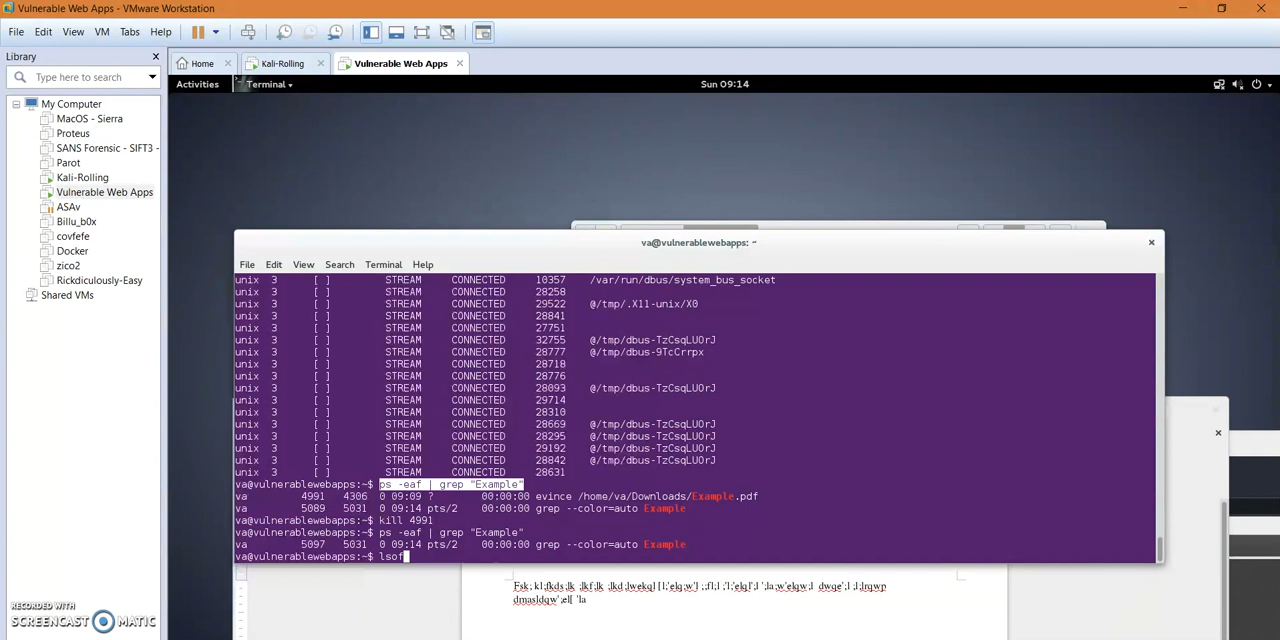 Vulnerable Web Apps - VMware Workstation
File Edit View VM Tabs Help
Library
Type here to search
My Computer
MacOS - Sierra
Proteus
SANS Forensic - SIFT3 -
Parot
Kali-Rolling
Vulnerable Web Apps
ASAv
Billu_b0x
covfefe
Docker
zico2
Rickdiculously-Easy
Shared VMs
Home Kali-Rolling Vulnerable Web Apps
Activities Terminal Sun 09:14
va@vulnerablewebapps: ~
File Edit View Search Terminal Help
unix 3 [ ] STREAM CONNECTED 10357 /var/run/dbus/system_bus_socket
unix 3 [ ] STREAM CONNECTED 28258
unix 3 [ ] STREAM CONNECTED 29522 @/tmp/.X11-unix/X0
unix 3 [ ] STREAM CONNECTED 28841
unix 3 [ ] STREAM CONNECTED 27751
unix 3 [ ] STREAM CONNECTED 32755 @/tmp/dbus-TzCsqLUOrJ
unix 3 [ ] STREAM CONNECTED 28777 @/tmp/dbus-9TcCrrpx
unix 3 [ ] STREAM CONNECTED 28718
unix 3 [ ] STREAM CONNECTED 28776
unix 3 [ ] STREAM CONNECTED 28093 @/tmp/dbus-TzCsqLUOrJ
unix 3 [ ] STREAM CONNECTED 29714
unix 3 [ ] STREAM CONNECTED 28310
unix 3 [ ] STREAM CONNECTED 28669 @/tmp/dbus-TzCsqLUOrJ
unix 3 [ ] STREAM CONNECTED 28295 @/tmp/dbus-TzCsqLUOrJ
unix 3 [ ] STREAM CONNECTED 29192 @/tmp/dbus-TzCsqLUOrJ
unix 3 [ ] STREAM CONNECTED 28842 @/tmp/dbus-TzCsqLUOrJ
unix 3 [ ] STREAM CONNECTED 28631
va@vulnerablewebapps:~$ ps -eaf | grep "Example"
va 4991 4306 0 09:09 ? 00:00:00 evince /home/va/Downloads/Example.pdf
va 5089 5031 0 09:14 pts/2 00:00:00 grep --color=auto Example
va@vulnerablewebapps:~$ kill 4991
va@vulnerablewebapps:~$ ps -eaf | grep "Example"
va 5097 5031 0 09:14 pts/2 00:00:00 grep --color=auto Example
va@vulnerablewebapps:~$ lsof
RECORDED WITH
SCREENCAST MATIC